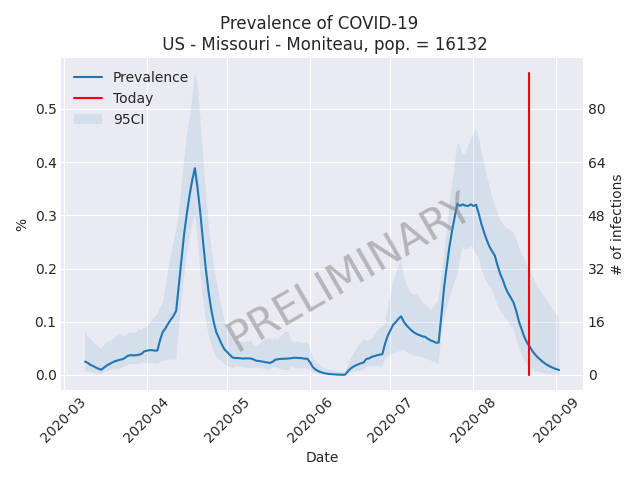 Prevalence of COVID-19
US - Missouri - Moniteau, pop. = 16132
Prevalence
Today
95CI
PRELIMINARY
%
0.5
0.4
0.3
0.2
0.1
0.0
80
64
48
32
16
0
# of infections
2020-03
2020-04
2020-05
2020-06
2020-07
2020-08
2020-09
Date